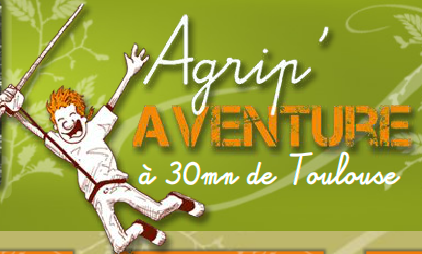 Agrip'
AVENTURE
à 30mn de Toulouse